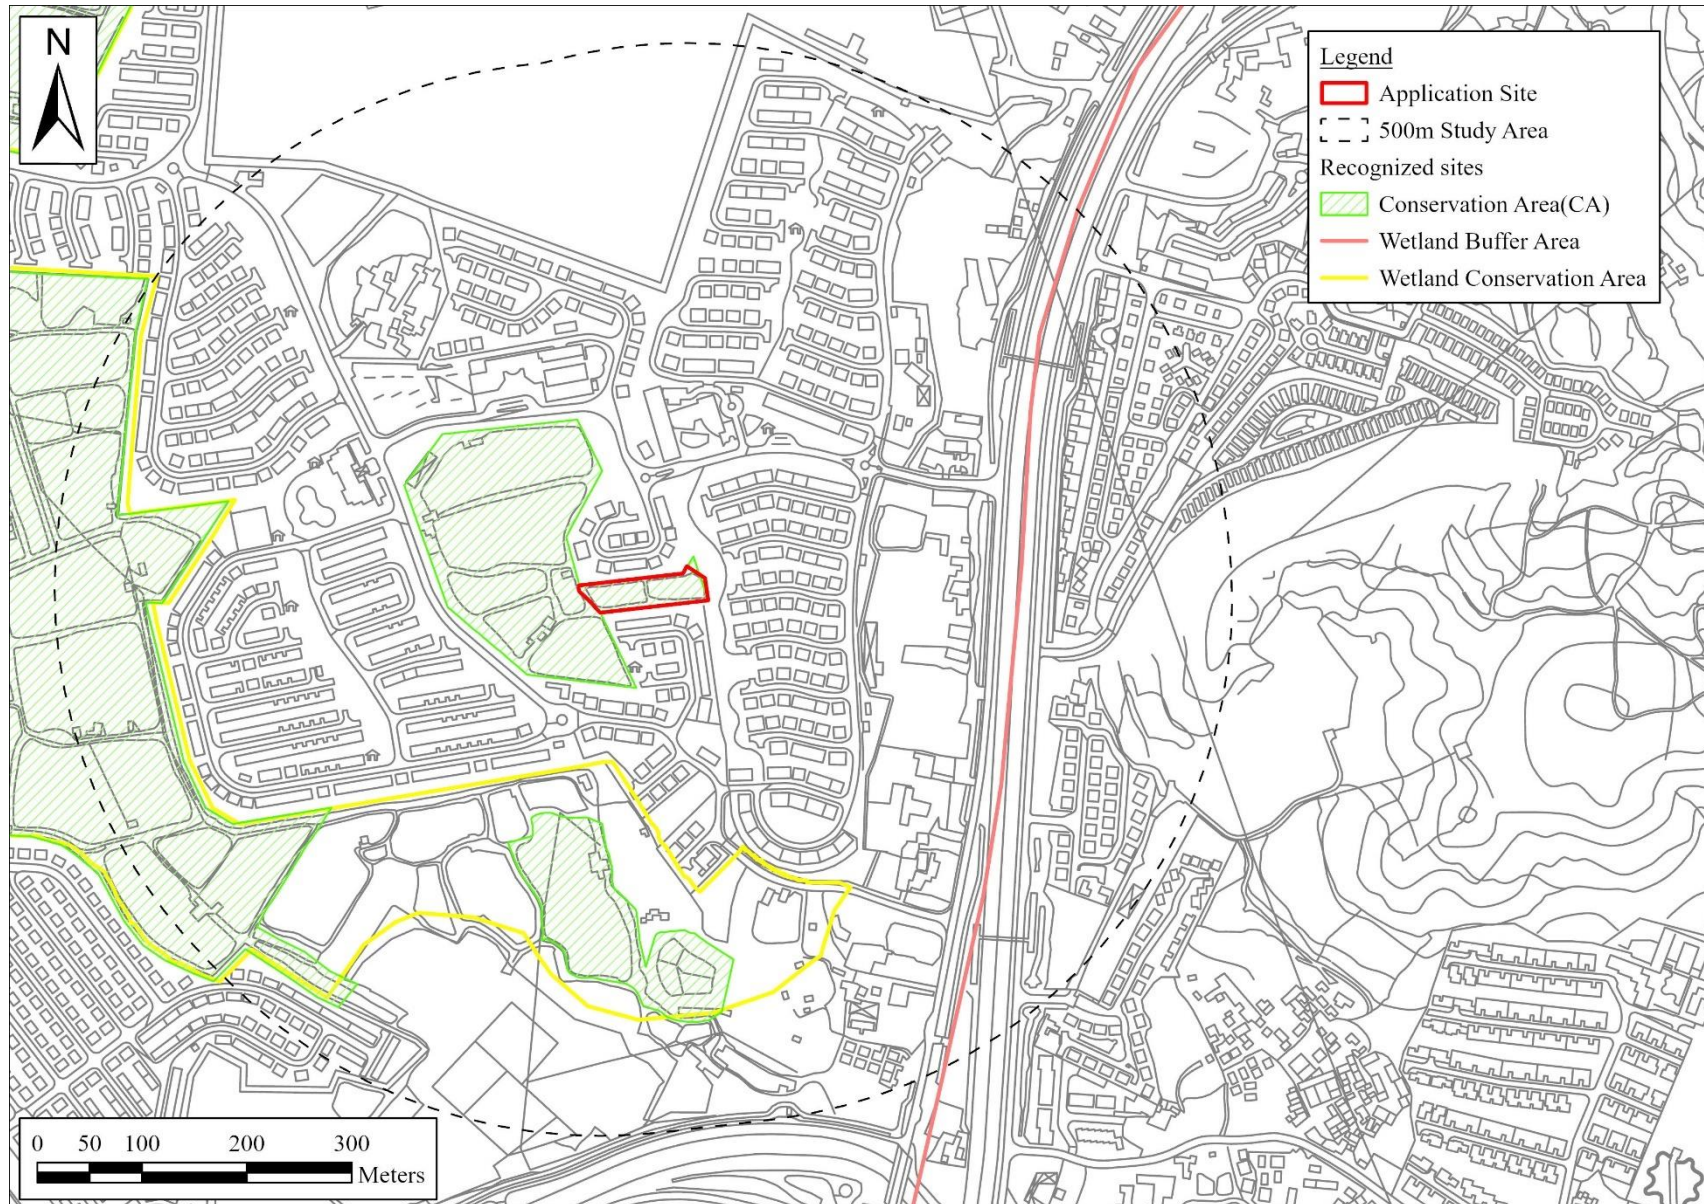 N
Legend
Application Site
500m Study Area
Recognized sites
Conservation Area(CA)
Wetland Buffer Area
Wetland Conservation Area
0 50 100 200 300
Meters